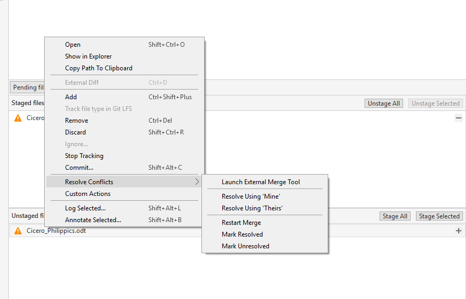 Open Shift+Ctrl+O
Show in Explorer
Copy Path To Clipboard
External Diff Ctrl+D
Pending fil
Add Ctrl+Shift+Plus
Staged files
Unstage All Unstage Selected
Track file type in Git LFS
Cicero
Remove Ctrl+Del
Discard Shift+Ctrl+R
Ignore...
Stop Tracking
Commit... Shift+Alt+C
Resolve Conflicts
Launch External Merge Tool
Custom Actions
Resolve Using 'Mine'
Log Selected... Shift+Alt+L
Resolve Using 'Theirs'
Unstaged fi
Stage All Stage Selected
Annotate Selected... Shift+Alt+B
Restart Merge
Cicero_Philippics.odt
Mark Resolved
Mark Unresolved